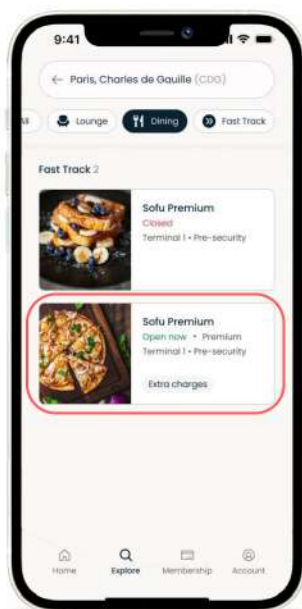 9:41
Paris, Charles de Gaulle (CDG)
All
Lounge
Dining
Fast Track
Fast Track 2
Sofu Premium
Closed
Terminal 1 • Pre-security
Sofu Premium
Open now • Premium
Terminal 1 • Pre-security
Extra charges
Home
Explore
Membership
Account